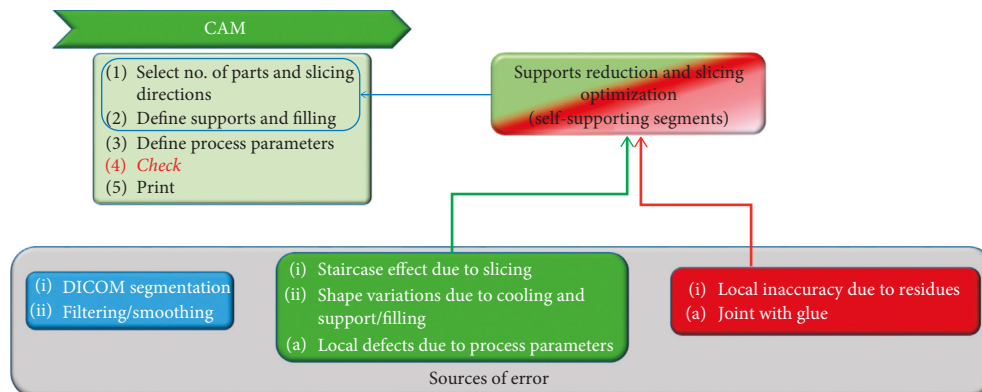 CAM
(1) Select no. of parts and slicing
directions
(2) Define supports and filling
(3) Define process parameters
(4) Check
(5) Print
Supports reduction and slicing
optimization
(self-supporting segments)
(i) DICOM segmentation
(ii) Filtering/smoothing
(i) Staircase effect due to slicing
(ii) Shape variations due to cooling and
support/filling
(a) Local defects due to process parameters
(i) Local inaccuracy due to residues
(a) Joint with glue
Sources of error